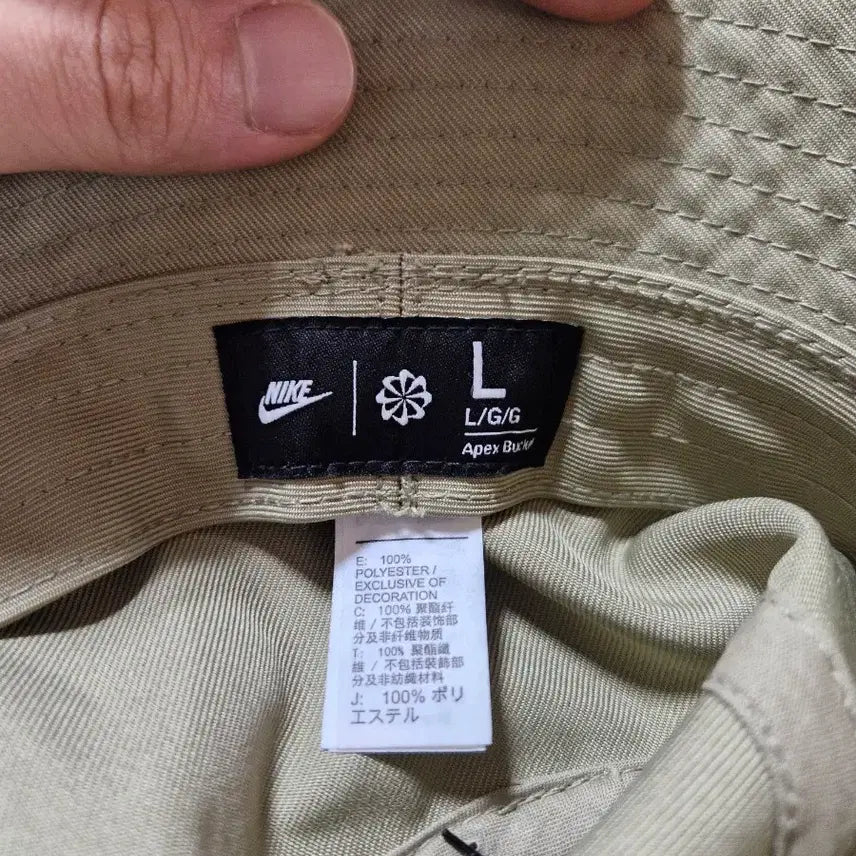 NIKE
L
L/G/G
Apex
E: 100%
POLYESTER /
EXCLUSIVE OF
DECORATION
C: 100% 聚酯纤
维 / 不包括装饰部
分及非纤维物质
T: 100% 聚酯纖
維 / 不包括裝飾部
分及非紡織材料
J: 100% ポリ
エステル